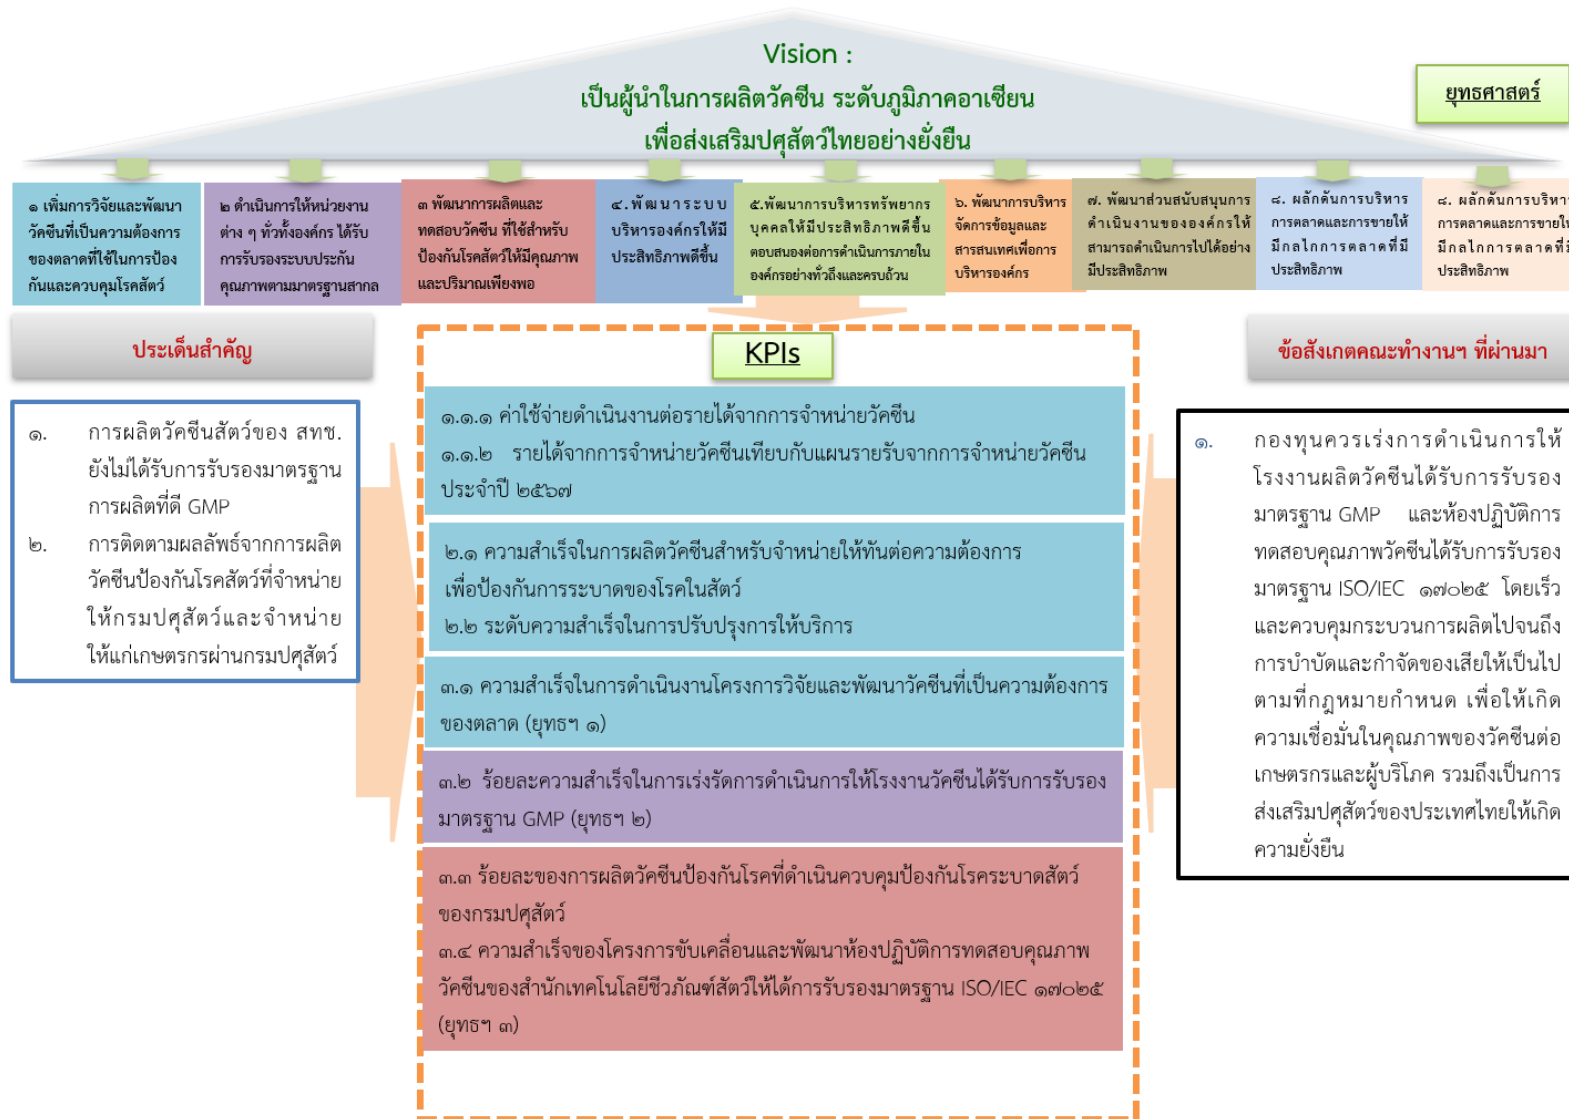 Vision :
เป็นผู้นำในการผลิตวัคซีน ระดับภูมิภาคอาเซียน
เพื่อส่งเสริมปศุสัตว์ไทยอย่างยั่งยืน
ยุทธศาสตร์
๑ เพิ่มการวิจัยและพัฒนา
วัคซีนที่เป็นความต้องการ
ของตลาดที่ใช้ในการป้อง
กันและควบคุมโรคสัตว์
๒ ดำเนินการให้หน่วยงาน
ต่าง ๆ ทั่วทั้งองค์กร ได้รับ
การรับรองระบบประกัน
คุณภาพตามมาตรฐานสากล
๓ พัฒนาการผลิตและ
ทดสอบวัคซีน ที่ใช้สำหรับ
ป้องกันโรคสัตว์ให้มีคุณภาพ
และปริมาณเพียงพอ
๔.พัฒนาระบบ
บริหารองค์กรให้มี
ประสิทธิภาพดีขึ้น
๕.พัฒนาการบริหารทรัพยากร
บุคคลให้มีประสิทธิภาพดีขึ้น
ตอบสนองต่อการดำเนินการภายใน
องค์กรอย่างทั่วถึงและครบถ้วน
๖. พัฒนาการบริหาร
จัดการข้อมูลและ
สารสนเทศเพื่อการ
บริหารองค์กร
๗. พัฒนาส่วนสนับสนุนการ
ดำเนินงานขององค์กรให้
สามารถดำเนินการไปได้อย่าง
มีประสิทธิภาพ
๘. ผลักดันการบริหาร
การตลาดและการขายให้
มีกลไกการตลาดที่มี
ประสิทธิภาพ
๘. ผลักดันการบริหาร
การตลาดและการขายให้
มีกลไกการตลาดที่มี
ประสิทธิภาพ
ประเด็นสำคัญ
๑. การผลิตวัคซีนสัตว์ของ สทช.
ยังไม่ได้รับการรับรองมาตรฐาน
การผลิตที่ดี GMP
๒. การติดตามผลลัพธ์จากการผลิต
วัคซีนป้องกันโรคสัตว์ที่จำหน่าย
ให้กรมปศุสัตว์และจำหน่าย
ให้แก่เกษตรกรผ่านกรมปศุสัตว์
KPIs
๑.๑.๑ ค่าใช้จ่ายดำเนินงานต่อรายได้จากการจำหน่ายวัคซีน
๑.๑.๒ รายได้จากการจำหน่ายวัคซีนเทียบกับแผนรายรับจากการจำหน่ายวัคซีน
ประจำปี ๒๕๖๗
๒.๑ ความสำเร็จในการผลิตวัคซีนสำหรับจำหน่ายให้ทันต่อความต้องการ
เพื่อป้องกันการระบาดของโรคในสัตว์
๒.๒ ระดับความสำเร็จในการปรับปรุงการให้บริการ
๓.๑ ความสำเร็จในการดำเนินงานโครงการวิจัยและพัฒนาวัคซีนที่เป็นความต้องการ
ของตลาด (ยุทธฯ ๑)
๓.๒ ร้อยละความสำเร็จในการเร่งรัดการดำเนินการให้โรงงานวัคซีนได้รับการรับรอง
มาตรฐาน GMP (ยุทธฯ ๒)
๓.๓ ร้อยละของการผลิตวัคซีนป้องกันโรคที่ดำเนินควบคุมป้องกันโรคระบาดสัตว์
ของกรมปศุสัตว์
๓.๔ ความสำเร็จของโครงการขับเคลื่อนและพัฒนาห้องปฏิบัติการทดสอบคุณภาพ
วัคซีนของสำนักเทคโนโลยีชีวภัณฑ์สัตว์ให้ได้การรับรองมาตรฐาน ISO/IEC ๑๗๐๒๕
(ยุทธฯ ๓)
ข้อสังเกตคณะทำงานฯ ที่ผ่านมา
๑. กองทุนควรเร่งการดำเนินการให้
โรงงานผลิตวัคซีนได้รับการรับรอง
มาตรฐาน GMP และห้องปฏิบัติการ
ทดสอบคุณภาพวัคซีนได้รับการรับรอง
มาตรฐาน ISO/IEC ๑๗๐๒๕ โดยเร็ว
และควบคุมกระบวนการผลิตไปจนถึง
การบำบัดและกำจัดของเสียให้เป็นไป
ตามที่กฎหมายกำหนด เพื่อให้เกิด
ความเชื่อมั่นในคุณภาพของวัคซีนต่อ
เกษตรกรและผู้บริโภค รวมถึงเป็นการ
ส่งเสริมปศุสัตว์ของประเทศไทยให้เกิด
ความยั่งยืน